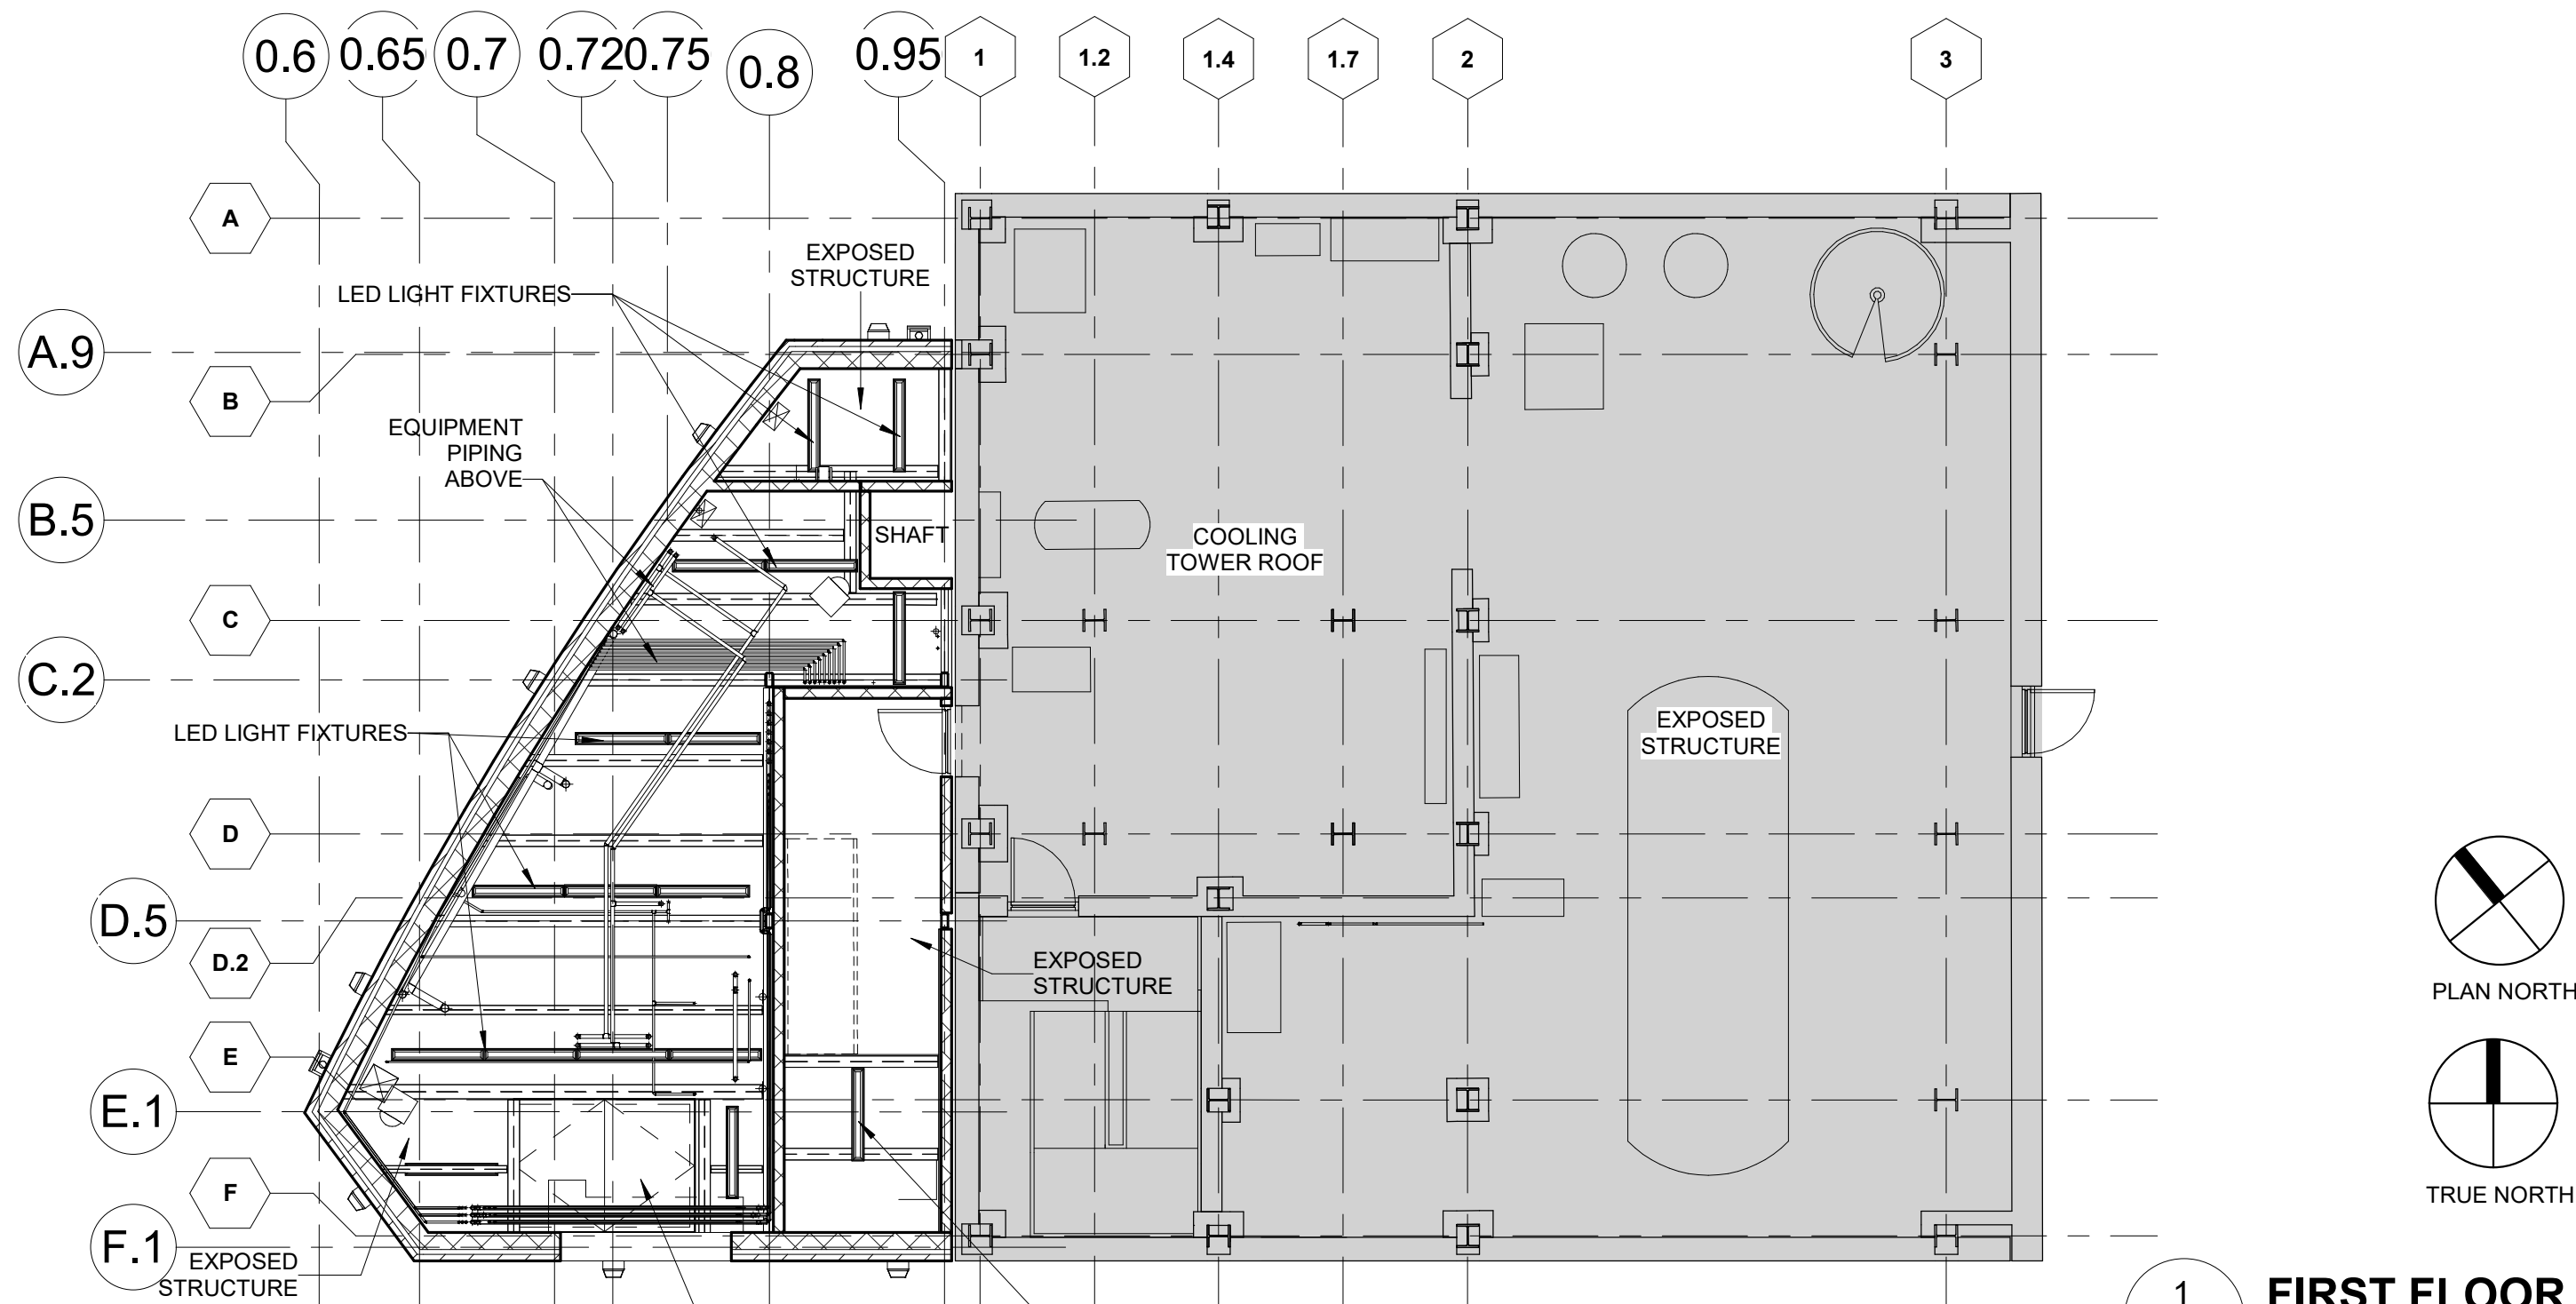 0.6
0.65
0.7
0.72
0.75
0.8
0.95
1
1.2
1.4
1.7
2
3
A
EXPOSED
STRUCTURE
LED LIGHT FIXTURES
A.9
B
EQUIPMENT
PIPING
ABOVE
B.5
SHAFT
COOLING
TOWER ROOF
C
C.2
EXPOSED
STRUCTURE
LED LIGHT FIXTURES
D
D.5
D.2
EXPOSED
STRUCTURE
PLAN NORTH
E
E.1
F
TRUE NORTH
F.1
EXPOSED
STRUCTURE
1
FIRST FLOOR